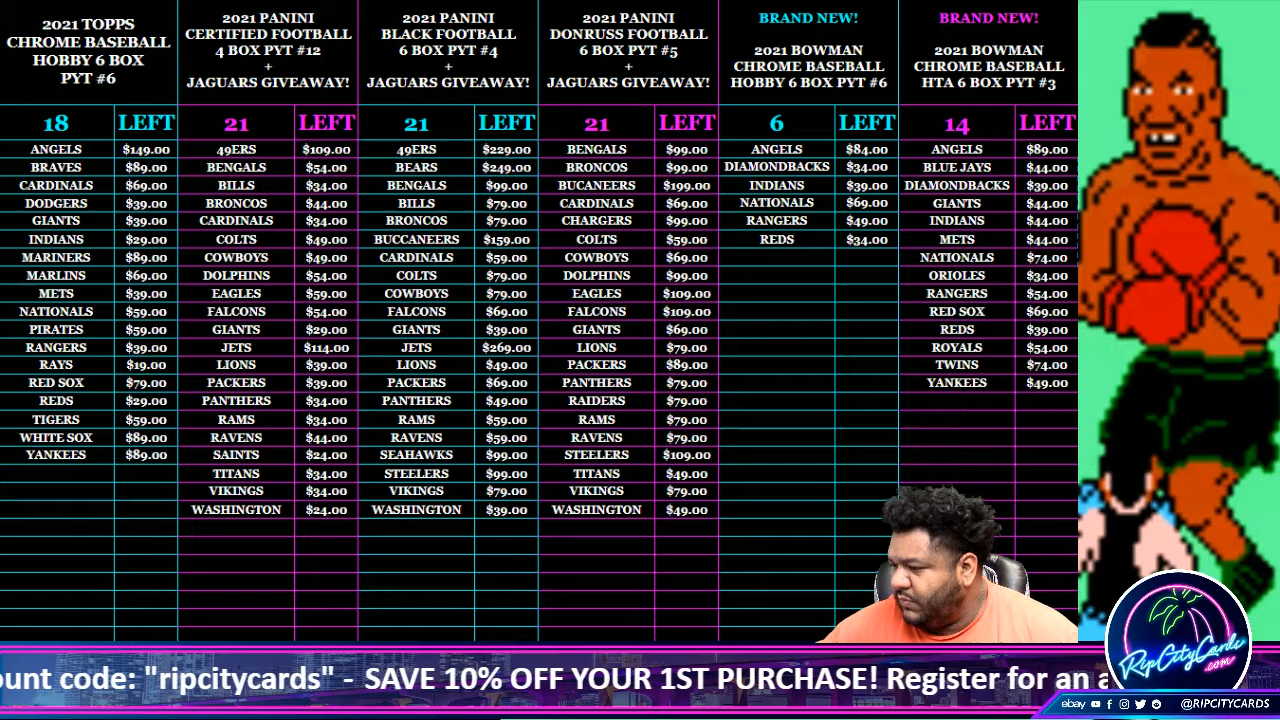 2021 TOPPS
CHROME BASEBALL
HOBBY 6 BOX
PYT #6
18 LEFT
ANGELS $149.00
BRAVES $89.00
CARDINALS $69.00
DODGERS $39.00
GIANTS $39.00
INDIANS $29.00
MARINERS $89.00
MARLINS $69.00
METS $39.00
NATIONALS $59.00
PIRATES $59.00
RANGERS $39.00
RAYS $19.00
RED SOX $79.00
REDS $29.00
TIGERS $59.00
WHITE SOX $89.00
YANKEES $89.00
2021 PANINI
CERTIFIED FOOTBALL
4 BOX PYT #12
+
JAGUARS GIVEAWAY!
21 LEFT
49ERS $109.00
BENGALS $54.00
BILLS $34.00
BRONCOS $44.00
CARDINALS $34.00
COLTS $49.00
COWBOYS $49.00
DOLPHINS $54.00
EAGLES $59.00
FALCONS $54.00
GIANTS $29.00
JETS $114.00
LIONS $39.00
PACKERS $39.00
PANTHERS $34.00
RAMS $34.00
RAVENS $44.00
SAINTS $24.00
TITANS $34.00
VIKINGS $34.00
WASHINGTON $24.00
2021 PANINI
BLACK FOOTBALL
6 BOX PYT #4
+
JAGUARS GIVEAWAY!
21 LEFT
49ERS $229.00
BEARS $249.00
BENGALS $99.00
BILLS $79.00
BRONCOS $79.00
BUCCANEERS $159.00
CARDINALS $59.00
COLTS $79.00
COWBOYS $79.00
FALCONS $69.00
GIANTS $39.00
JETS $269.00
LIONS $49.00
PACKERS $69.00
PANTHERS $49.00
RAMS $59.00
RAVENS $59.00
SEAHAWKS $99.00
STEELERS $99.00
VIKINGS $79.00
WASHINGTON $39.00
2021 PANINI
DONRUSS FOOTBALL
6 BOX PYT #5
+
JAGUARS GIVEAWAY!
21 LEFT
BENGALS $99.00
BRONCOS $99.00
BUCANEERS $199.00
CARDINALS $69.00
CHARGERS $99.00
COLTS $59.00
COWBOYS $69.00
DOLPHINS $99.00
EAGLES $109.00
FALCONS $109.00
GIANTS $69.00
LIONS $79.00
PACKERS $89.00
PANTHERS $79.00
RAIDERS $79.00
RAMS $79.00
RAVENS $79.00
STEELERS $109.00
TITANS $49.00
VIKINGS $79.00
WASHINGTON $49.00
BRAND NEW!
2021 BOWMAN
CHROME BASEBALL
HOBBY 6 BOX PYT #6
6 LEFT
ANGELS $84.00
DIAMONDBACKS $34.00
INDIANS $39.00
NATIONALS $69.00
RANGERS $49.00
REDS $34.00
BRAND NEW!
2021 BOWMAN
CHROME BASEBALL
HTA 6 BOX PYT #3
14 LEFT
ANGELS $89.00
BLUE JAYS $44.00
DIAMONDBACKS $39.00
GIANTS $44.00
INDIANS $44.00
METS $44.00
NATIONALS $74.00
ORIOLES $34.00
RANGERS $54.00
RED SOX $69.00
REDS $39.00
ROYALS $54.00
TWINS $74.00
YANKEES $49.00
ount code: "ripcitycards" - SAVE 10% OFF YOUR 1ST PURCHASE! Register for an a
RipCityCards
.com
ebay @RIPCITYCARDS